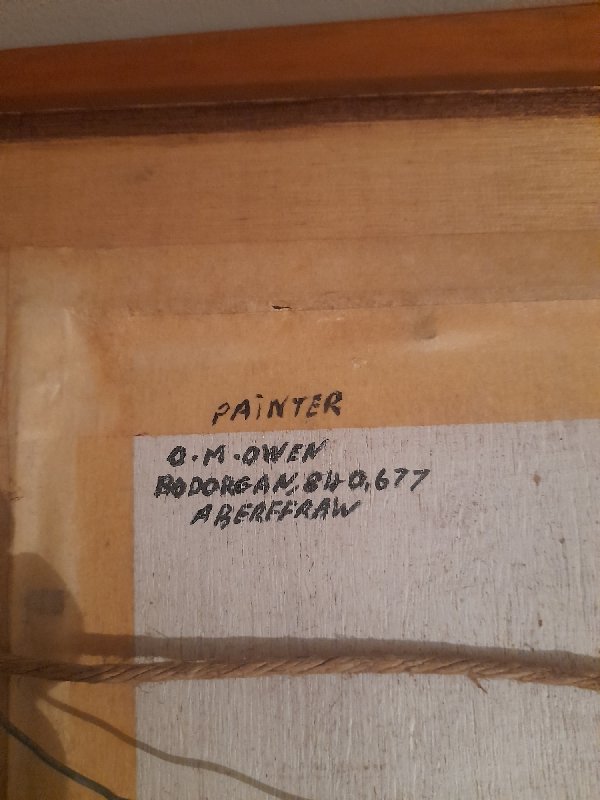 PAiNTER
O.M.OWEN
BODORGAN,840,677
ABERFFRAW